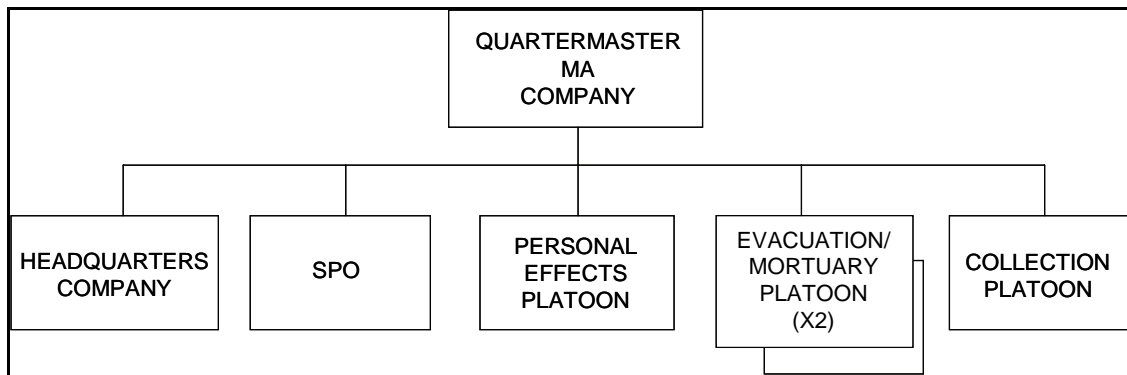 QUARTERMASTER
MA
COMPANY
HEADQUARTERS
COMPANY
SPO
PERSONAL
EFFECTS
PLATOON
EVACUATION/
MORTUARY
PLATOON
(X2)
COLLECTION
PLATOON